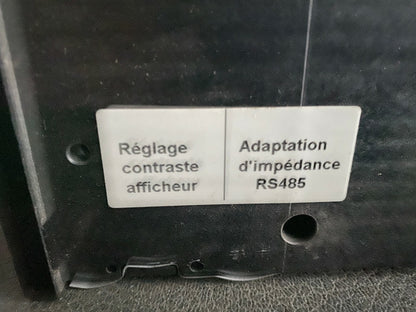 Réglage
contraste
afficheur
Adaptation
d'impédance
RS485